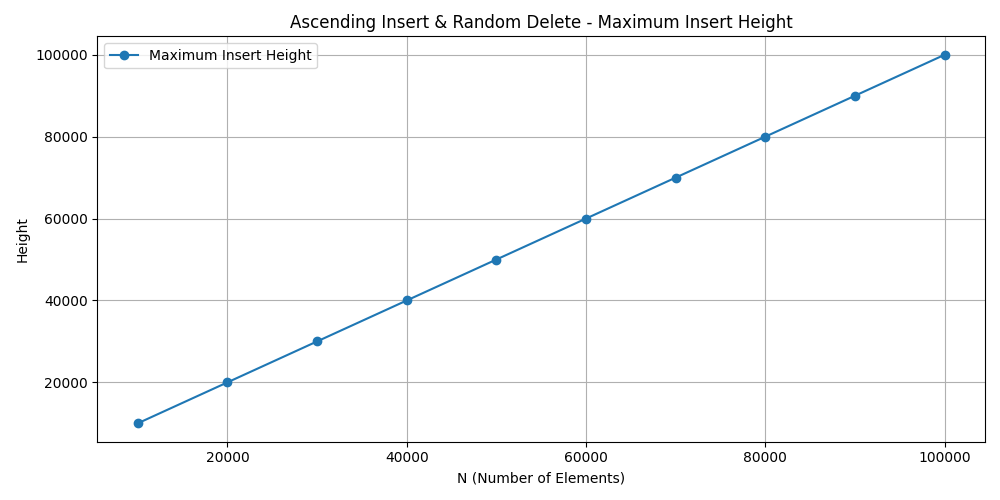 Ascending Insert & Random Delete - Maximum Insert Height
Maximum Insert Height
100000
80000
60000
40000
20000
Height
20000 40000 60000 80000 100000
N (Number of Elements)